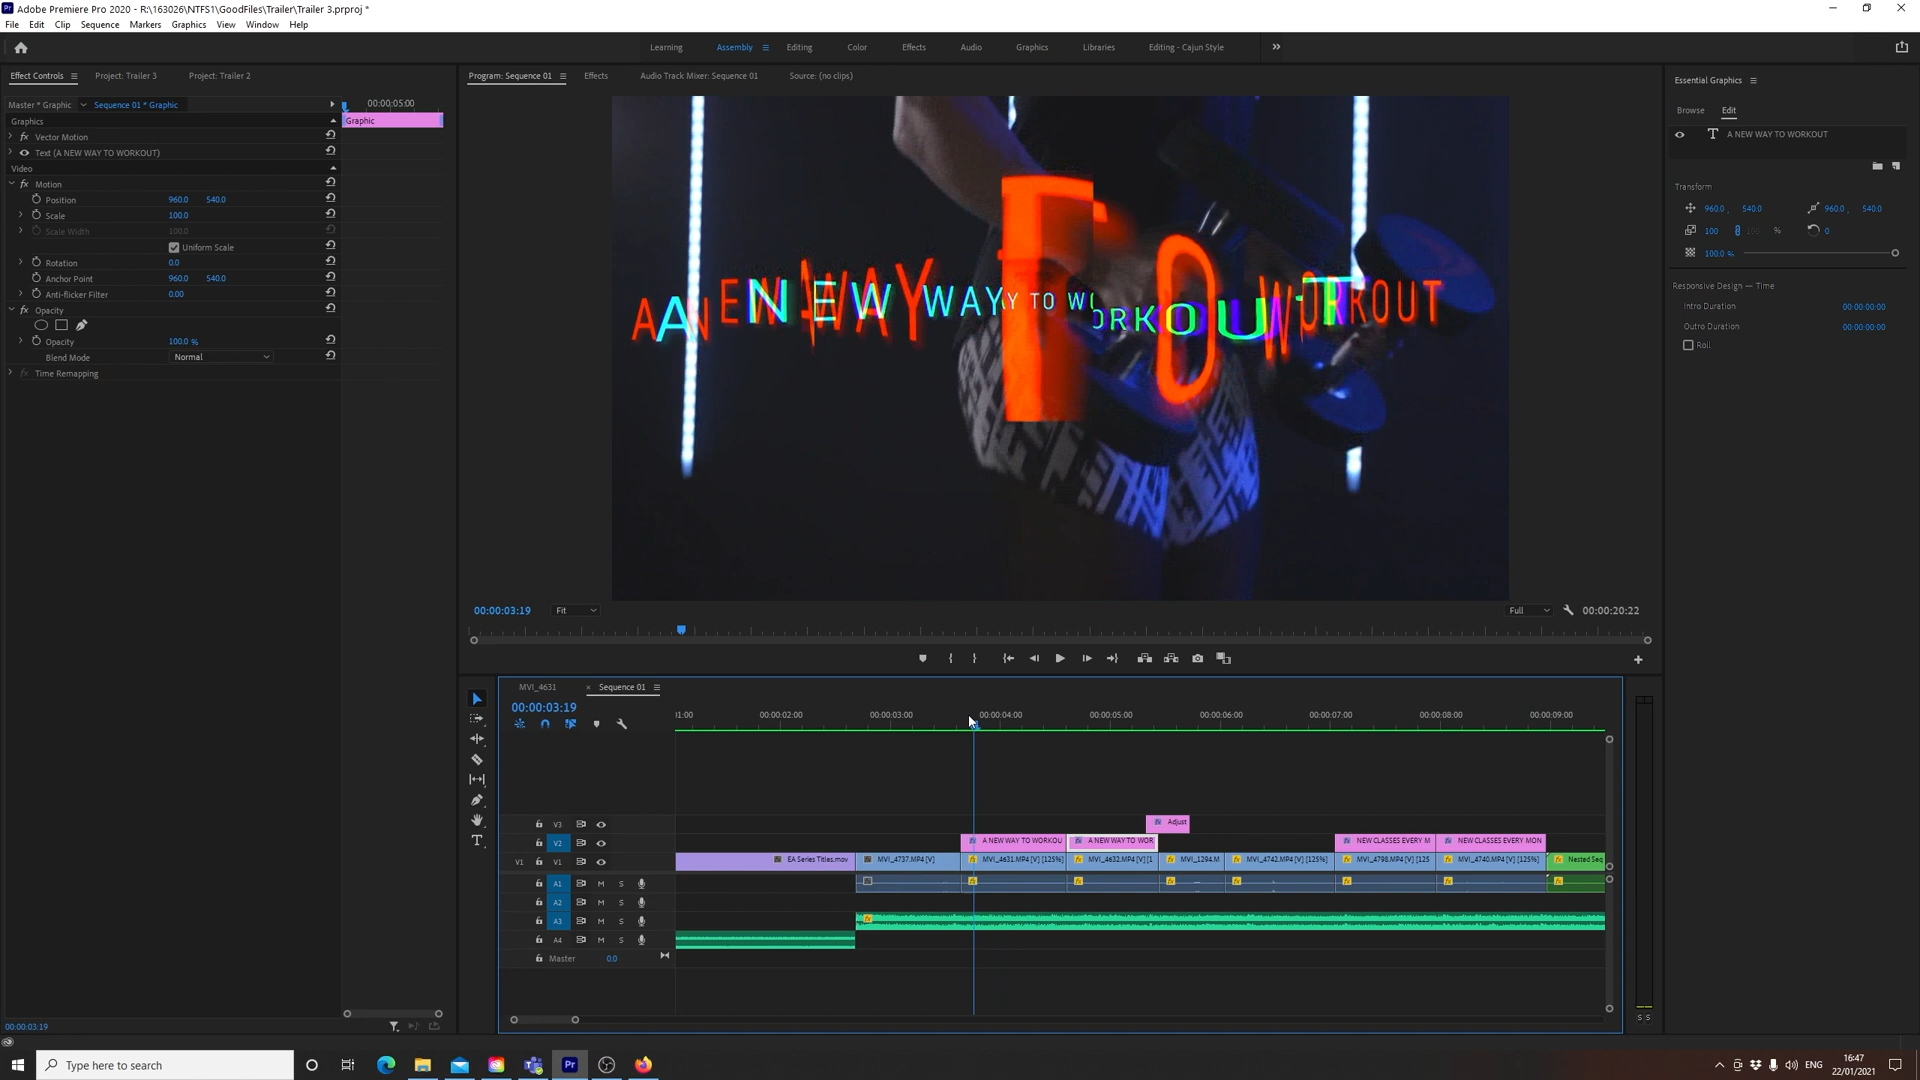 Adobe Premiere Pro 2020 - R:\163026\NTFS1\GoodFiles\Trailer\Trailer 3.prproj *
File Edit Clip Sequence Markers Graphics View Window Help
Learning Assembly Editing Color Effects Audio Graphics Libraries Editing - Cajun Style
Effect Controls Project: Trailer 3 Project: Trailer 2
Program: Sequence 01 Effects Audio Track Mixer: Sequence 01 Source: (no clips)
Essential Graphics
Master * Graphic Sequence 01 * Graphic 00:00:05:00
Browse Edit
Graphics Graphic
fx Vector Motion
Text (A NEW WAY TO WORKOUT)
T A NEW WAY TO WORKOUT
Video
fx Motion
Position 960.0 540.0
Scale 100.0
Scale Width 100.0
Uniform Scale
Rotation 0.0
Anchor Point 960.0 540.0
Anti-flicker Filter 0.00
fx Opacity
Opacity 100.0 %
Blend Mode Normal
fx Time Remapping
A NEW WAY TO WORKOUT
Transform
960.0 , 540.0 960.0 , 540.0
100 100 % 0
100.0 %
Responsive Design — Time
Intro Duration 00:00:00:00
Outro Duration 00:00:00:00
Roll
00:00:03:19 Fit Full 00:00:20:22
MVI_4631 × Sequence 01
00:00:03:19
00:00:02:00 00:00:03:00 00:00:04:00 00:00:05:00 00:00:06:00 00:00:07:00 00:00:08:00 00:00:09:00
V3 Adjust
V2 A NEW WAY TO WORKOU A NEW WAY TO WOR NEW CLASSES EVERY M NEW CLASSES EVERY MON
V1 V1 EA Series Titles.mov MVI_4737.MP4 [V] MVI_4631.MP4 [V] [125%] MVI_4632.MP4 [V] [1 MVI_1294.M MVI_4742.MP4 [V] [125%] MVI_4798.MP4 [V] [125 MVI_4740.MP4 [V] [125%] Nested Seq
A1 M S
A2 M S
A3 M S
A4 M S
Master 0.0
S S
00:00:03:19
Type here to search
Pr
ENG
16:47
22/01/2021